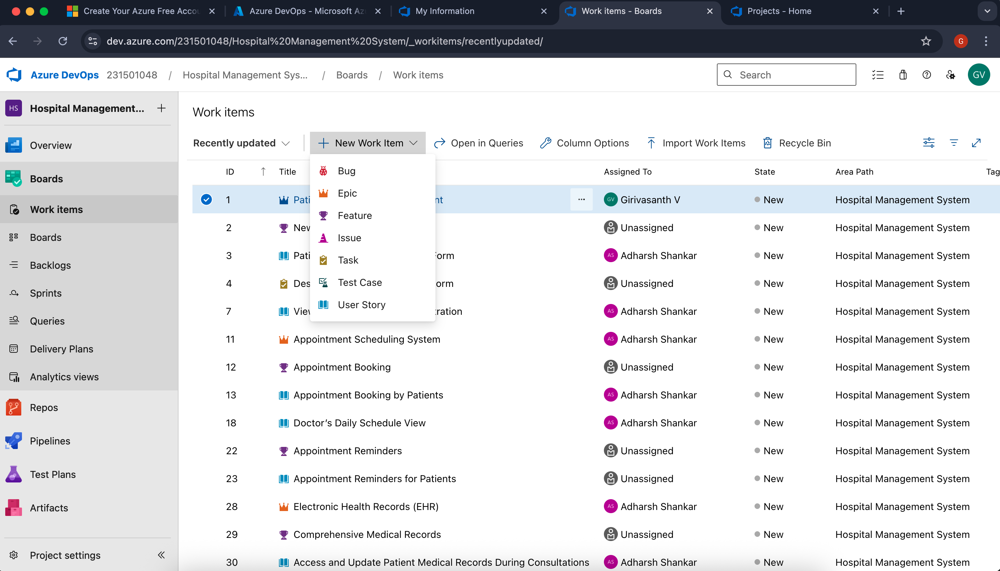 Create Your Azure Free Accou
Azure DevOps - Microsoft Az
My Information
Work items - Boards
Projects - Home
dev.azure.com/231501048/Hospital%20Management%20System/_workitems/recentlyupdated/
G
Azure DevOps 231501048 / Hospital Management Sys... / Boards / Work items
Search
GV
HS Hospital Management...
Overview
Boards
Work items
Boards
Backlogs
Sprints
Queries
Delivery Plans
Analytics views
Repos
Pipelines
Test Plans
Artifacts
Project settings
Work items
Recently updated
New Work Item
Open in Queries
Column Options
Import Work Items
Recycle Bin
Bug
Epic
Feature
Issue
Task
Test Case
User Story
ID Title Assigned To State Area Path Tag
1 Pati nt ... GV Girivasanth V New Hospital Management System
2 New Unassigned New Hospital Management System
3 Pati Form AS Adharsh Shankar New Hospital Management System
4 Des orm Unassigned New Hospital Management System
7 View tration AS Adharsh Shankar New Hospital Management System
11 Appointment Scheduling System AS Adharsh Shankar New Hospital Management System
12 Appointment Booking Unassigned New Hospital Management System
13 Appointment Booking by Patients AS Adharsh Shankar New Hospital Management System
18 Doctor’s Daily Schedule View AS Adharsh Shankar New Hospital Management System
22 Appointment Reminders Unassigned New Hospital Management System
23 Appointment Reminders for Patients Unassigned New Hospital Management System
28 Electronic Health Records (EHR) AS Adharsh Shankar New Hospital Management System
29 Comprehensive Medical Records Unassigned New Hospital Management System
30 Access and Update Patient Medical Records During Consultations AS Adharsh Shankar New Hospital Management System